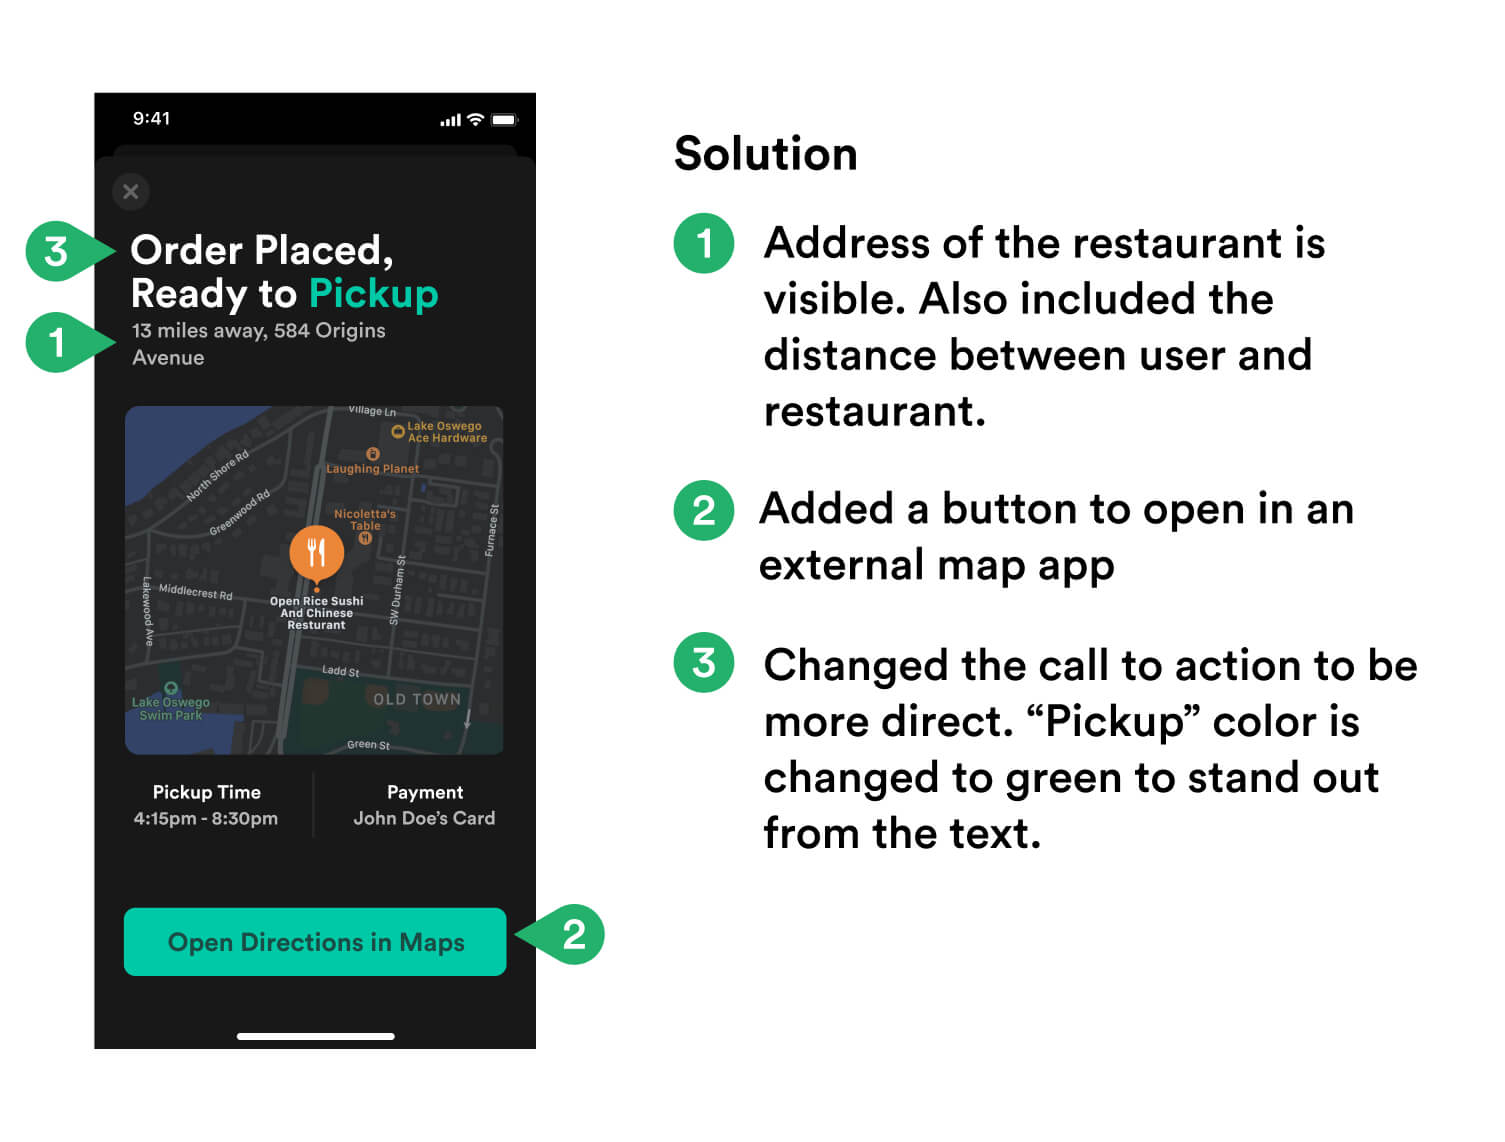 9:41
3
Order Placed,
Ready to Pickup
1
13 miles away, 584 Origins
Avenue
Village Ln
Lake Oswego
Ace Hardware
Laughing Planet
North Shore Rd
Greenwood Rd
Nicoletta's
Table
Furnace St
Open Rice Sushi
And Chinese
Resturant
SW Durham St
Middlecrest Rd
Lakewood Ave
Ladd St
OLD TOWN
Lake Oswego
Swim Park
Green St
Pickup Time
4:15pm - 8:30pm
Payment
John Doe’s Card
Open Directions in Maps
2
Solution
1
Address of the restaurant is
visible. Also included the
distance between user and
restaurant.
2
Added a button to open in an
external map app
3
Changed the call to action to be
more direct. “Pickup” color is
changed to green to stand out
from the text.